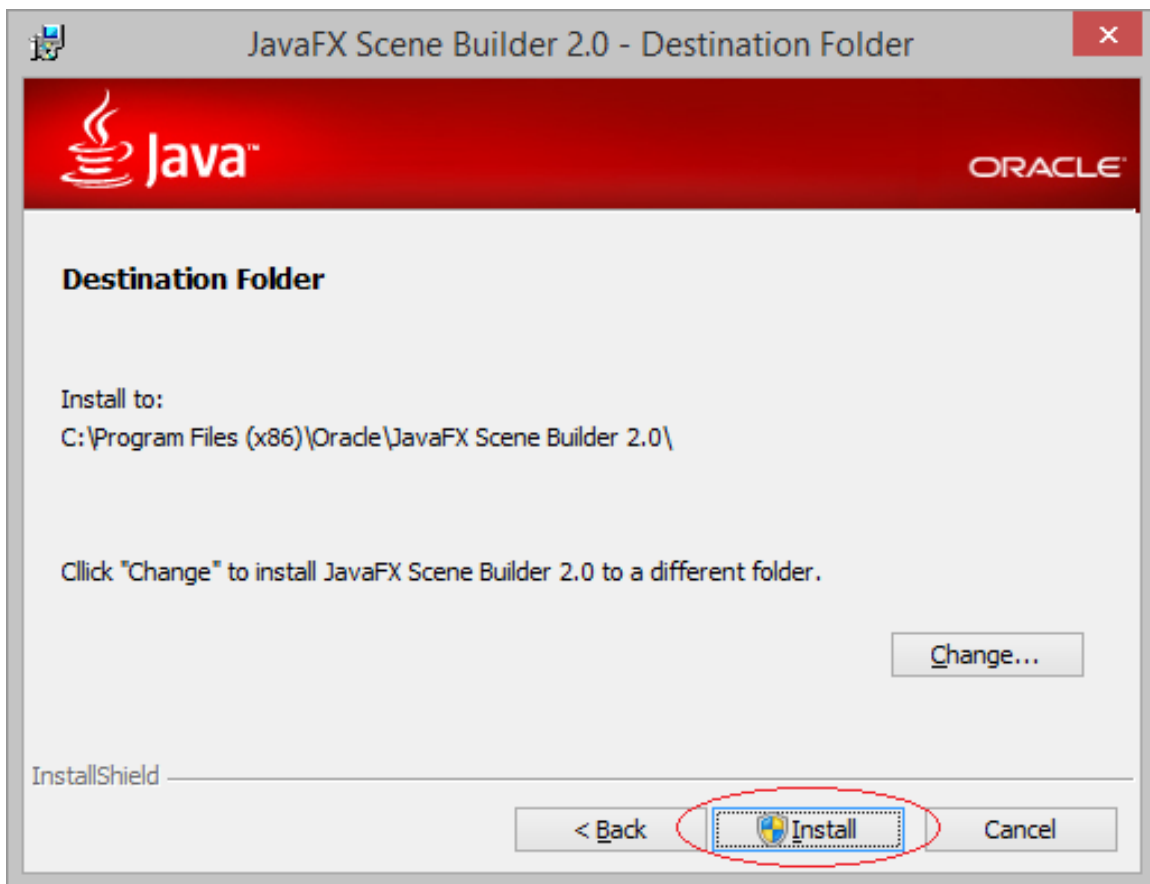 JavaFX Scene Builder 2.0 - Destination Folder
Java™
ORACLE
Destination Folder
Install to:
C:\Program Files (x86)\Oracle\JavaFX Scene Builder 2.0\
Cllick "Change" to install JavaFX Scene Builder 2.0 to a different folder.
Change...
InstallShield
< Back Install Cancel